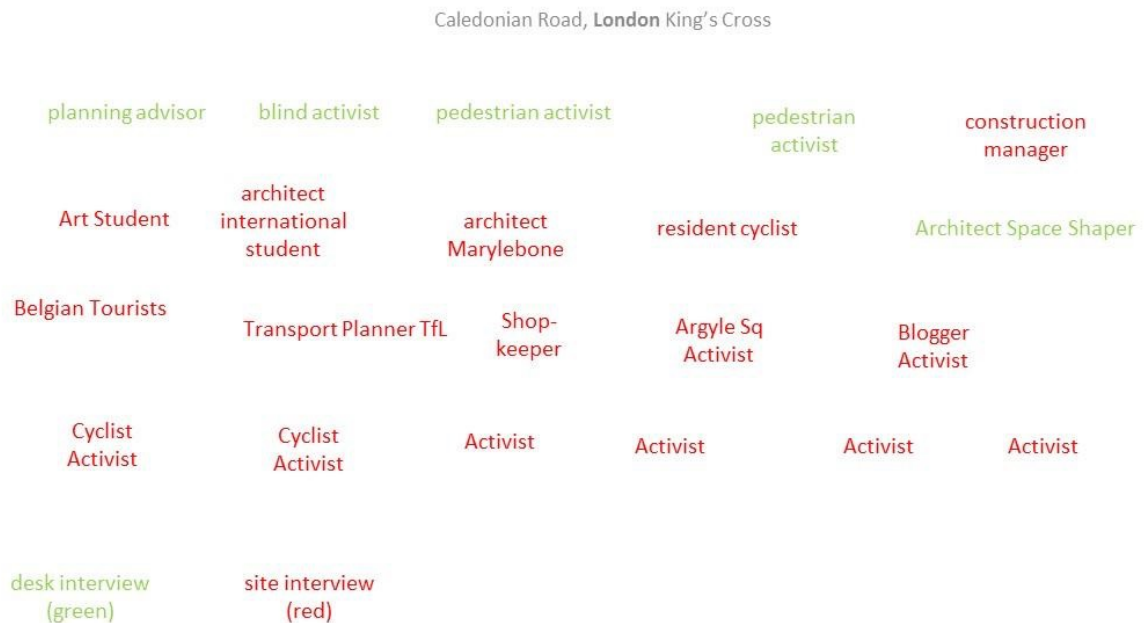 Caledonian Road, London King's Cross
planning advisor
blind activist
pedestrian activist
pedestrian
activist
construction
manager
Art Student
architect
international
student
architect
Marylebone
resident cyclist
Architect Space Shaper
Belgian Tourists
Transport Planner TfL
Shop-
keeper
Argyle Sq
Activist
Blogger
Activist
Cyclist
Activist
Cyclist
Activist
Activist
Activist
Activist
Activist
desk interview
(green)
site interview
(red)